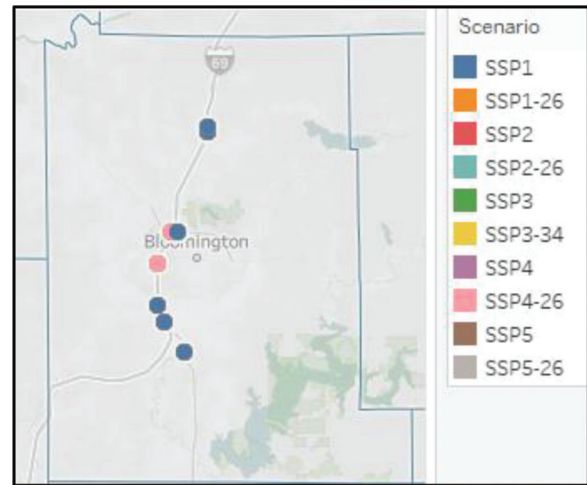 69
Bloomington
Scenario
SSP1
SSP1-26
SSP2
SSP2-26
SSP3
SSP3-34
SSP4
SSP4-26
SSP5
SSP5-26